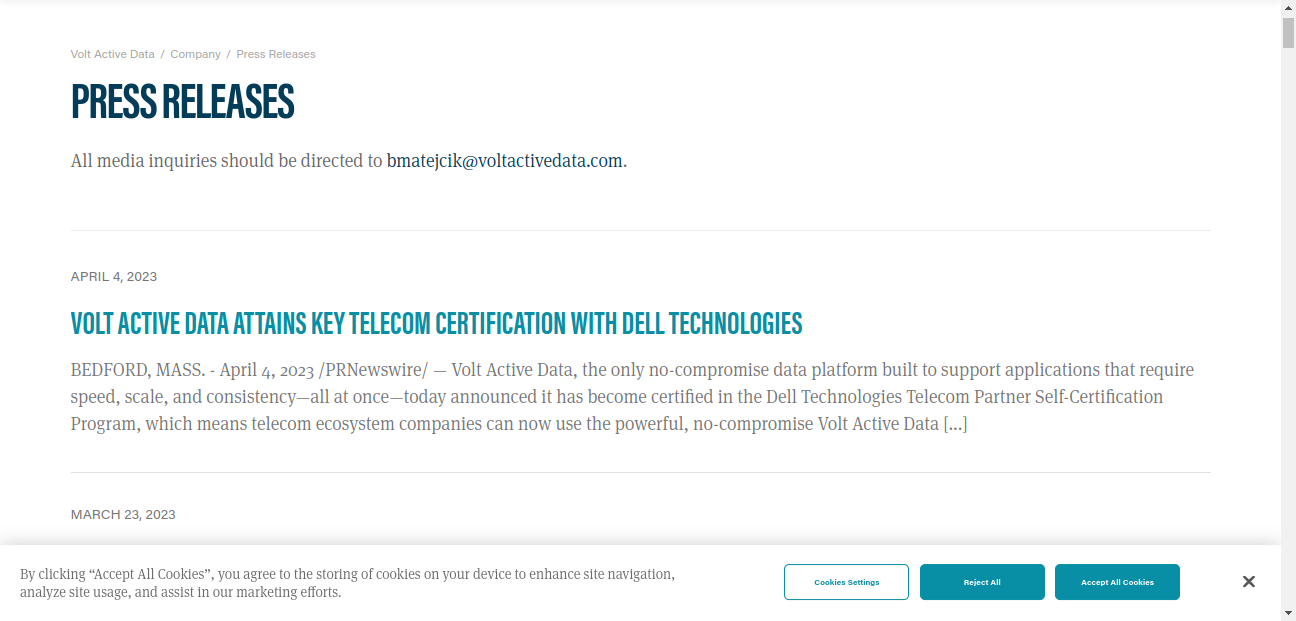 Volt Active Data / Company / Press Releases
PRESS RELEASES
All media inquiries should be directed to bmatejcik@voltactivedata.com.
APRIL 4, 2023
VOLT ACTIVE DATA ATTAINS KEY TELECOM CERTIFICATION WITH DELL TECHNOLOGIES
BEDFORD, MASS. - April 4, 2023 /PRNewswire/ — Volt Active Data, the only no-compromise data platform built to support applications that require
speed, scale, and consistency—all at once—today announced it has become certified in the Dell Technologies Telecom Partner Self-Certification
Program, which means telecom ecosystem companies can now use the powerful, no-compromise Volt Active Data [...]
MARCH 23, 2023
By clicking “Accept All Cookies”, you agree to the storing of cookies on your device to enhance site navigation,
analyze site usage, and assist in our marketing efforts.
Cookies Settings
Reject All
Accept All Cookies